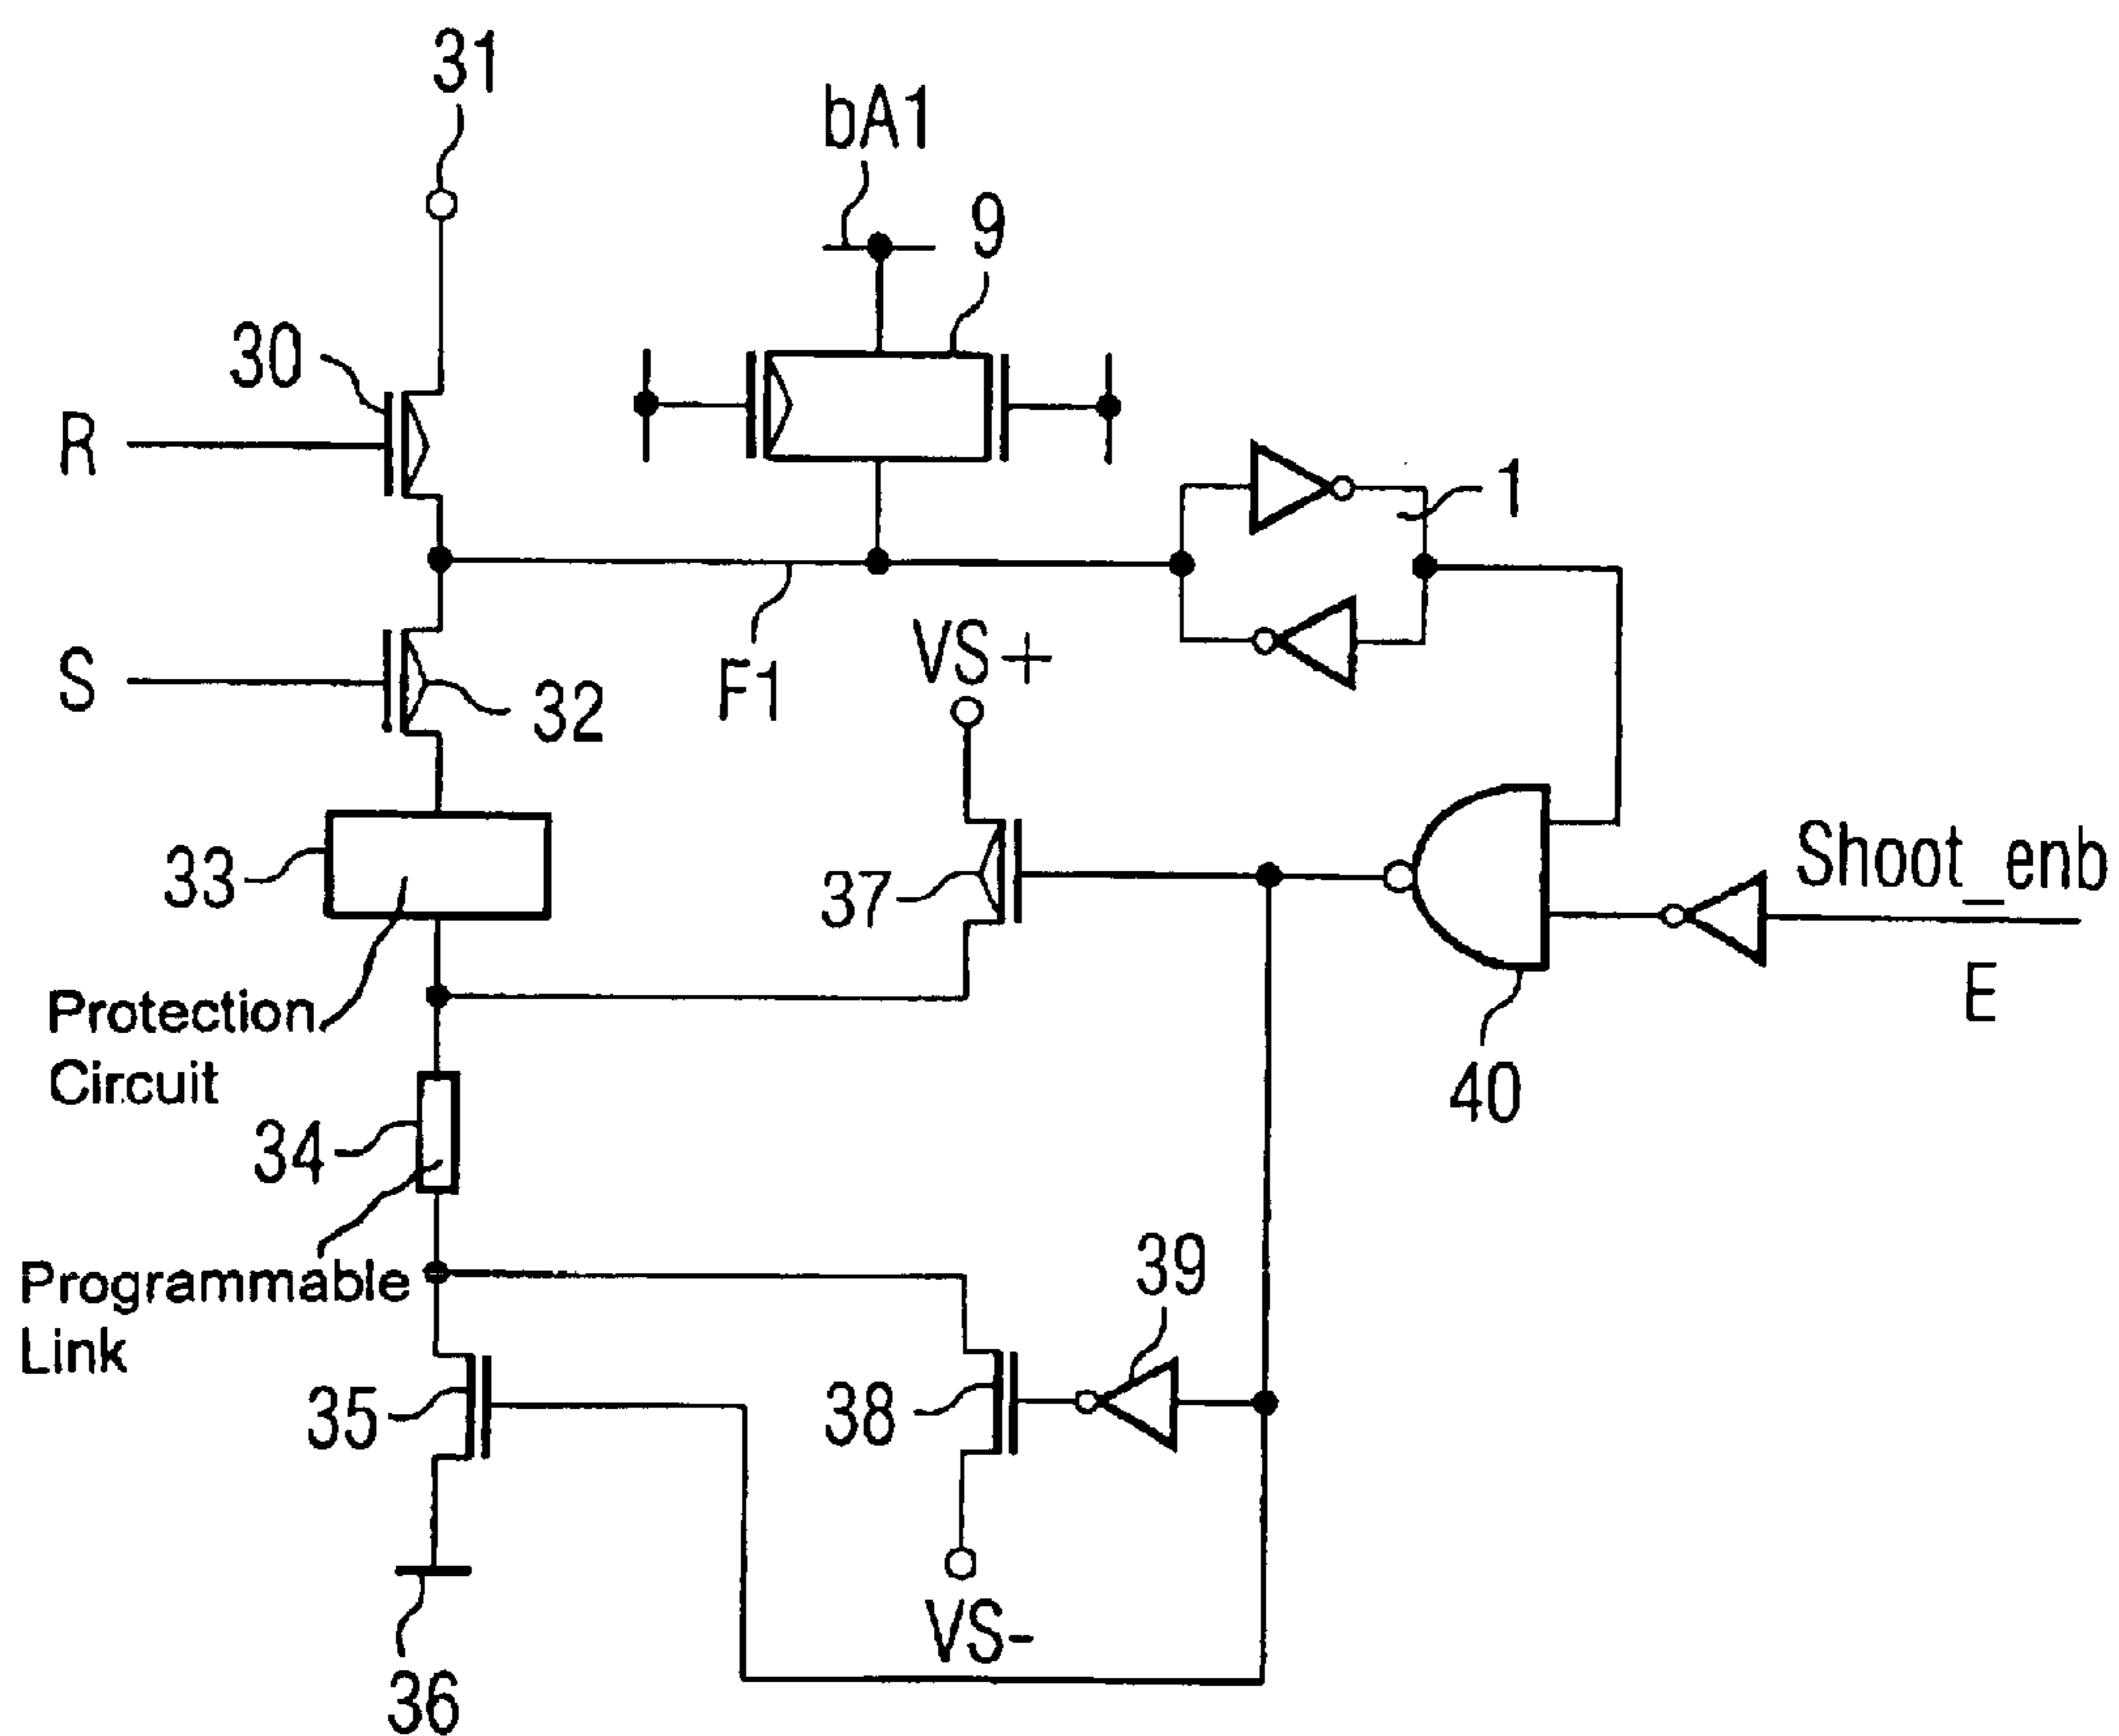 31
bA1
9
30
R
1
F1
VS+
S
32
33
37
Shoot_enb
E
Protection
Circuit
40
34
39
Programmable
Link
35
38
VS-
36